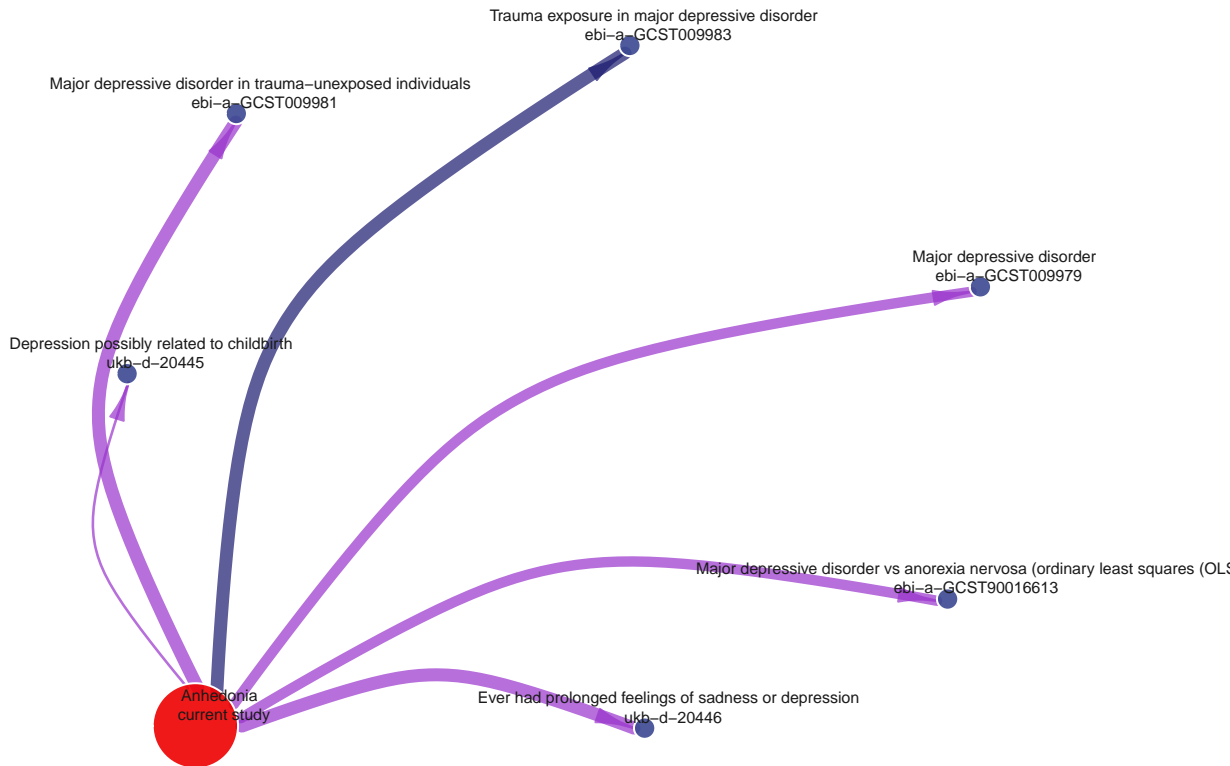 Trauma exposure in major depressive disorder
ebi−a−GCST009983
Major depressive disorder in trauma−unexposed individuals
ebi−a−GCST009981
Major depressive disorder
ebi−a−GCST009979
Depression possibly related to childbirth
ukb−d−20445
Major depressive disorder vs anorexia nervosa (ordinary least squares (OLS
ebi−a−GCST90016613
Anhedonia
current study
Ever had prolonged feelings of sadness or depression
ukb−d−20446